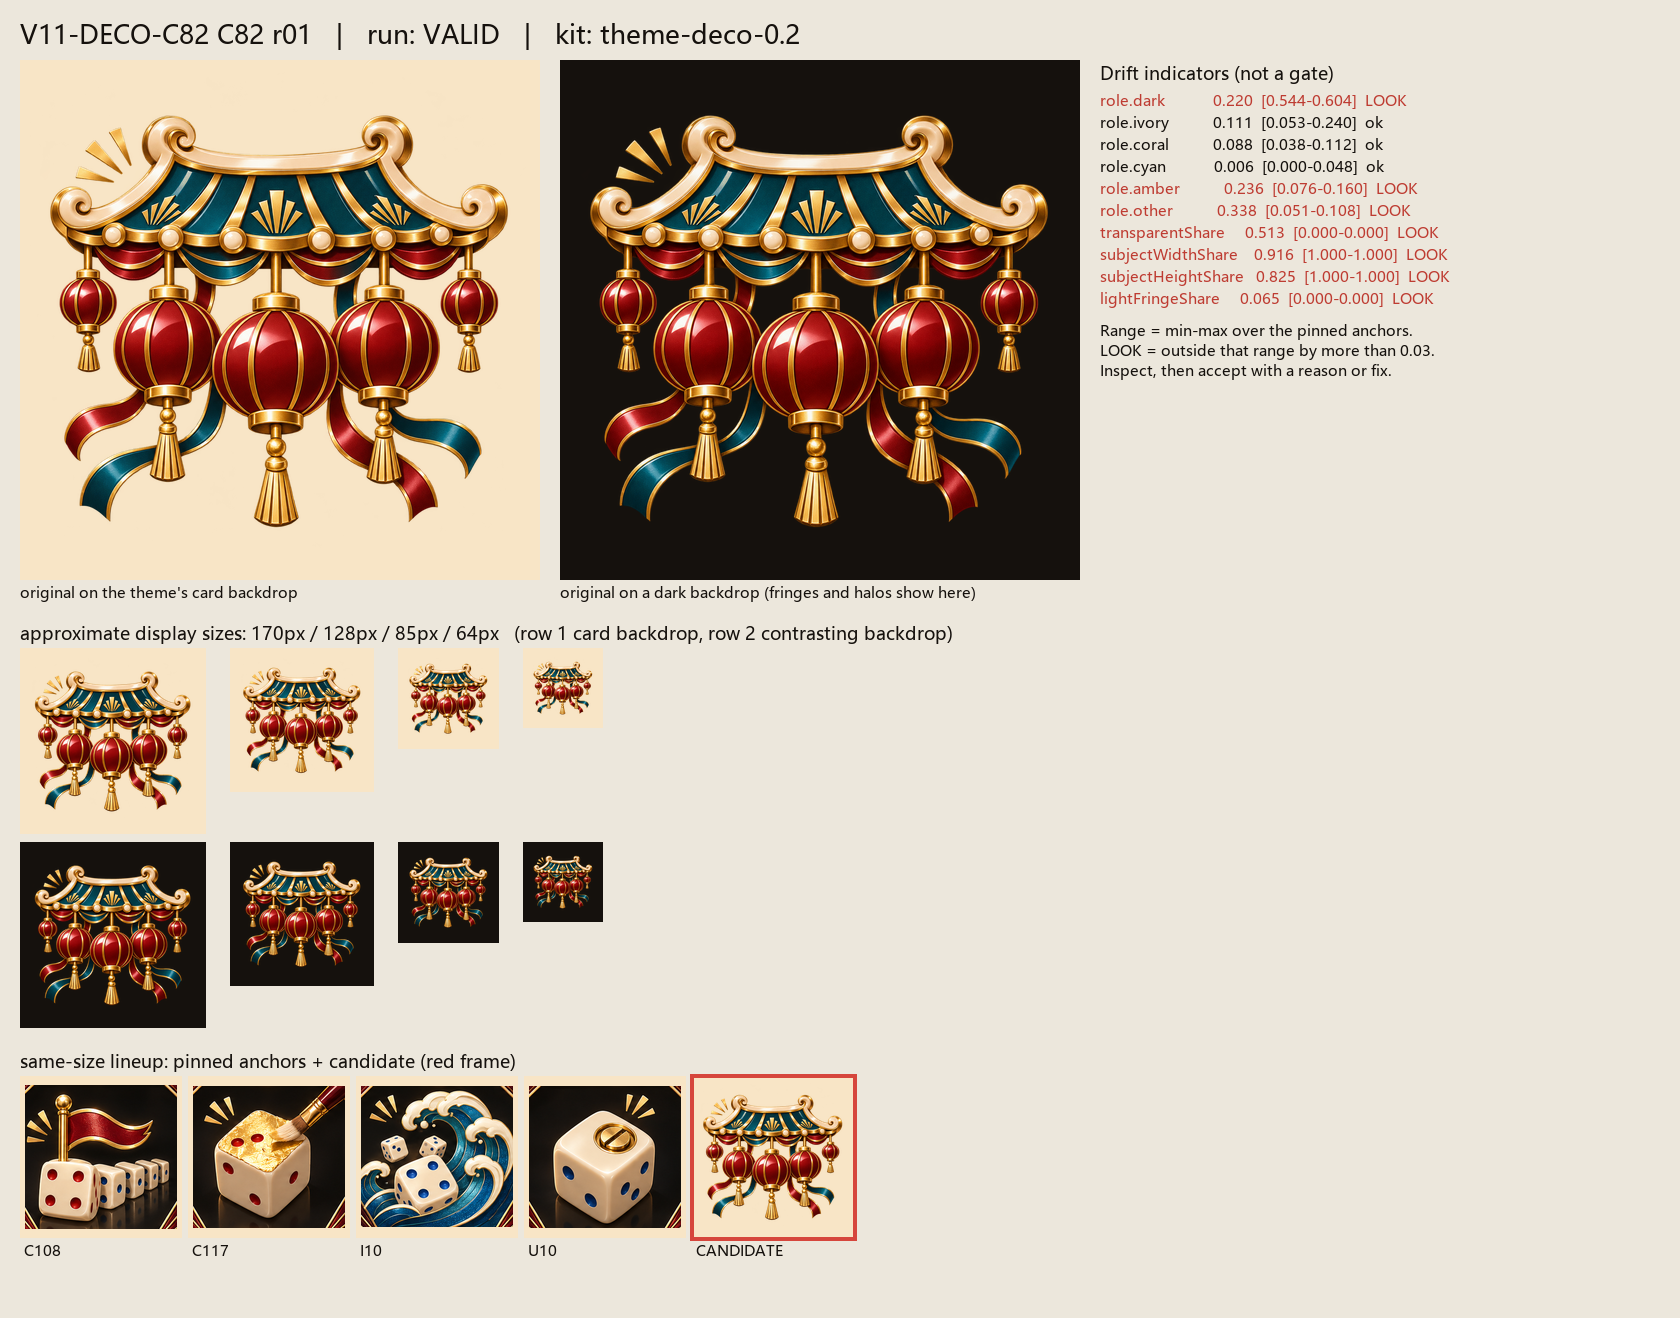 V11-DECO-C82 C82 r01 | run: VALID | kit: theme-deco-0.2
Drift indicators (not a gate)
role.dark 0.220 [0.544-0.604] LOOK
role.ivory 0.111 [0.053-0.240] ok
role.coral 0.088 [0.038-0.112] ok
role.cyan 0.006 [0.000-0.048] ok
role.amber 0.236 [0.076-0.160] LOOK
role.other 0.338 [0.051-0.108] LOOK
transparentShare 0.513 [0.000-0.000] LOOK
subjectWidthShare 0.916 [1.000-1.000] LOOK
subjectHeightShare 0.825 [1.000-1.000] LOOK
lightFringeShare 0.065 [0.000-0.000] LOOK
Range = min-max over the pinned anchors.
LOOK = outside that range by more than 0.03.
Inspect, then accept with a reason or fix.
original on the theme's card backdrop
original on a dark backdrop (fringes and halos show here)
approximate display sizes: 170px / 128px / 85px / 64px (row 1 card backdrop, row 2 contrasting backdrop)
same-size lineup: pinned anchors + candidate (red frame)
C108
C117
I10
U10
CANDIDATE